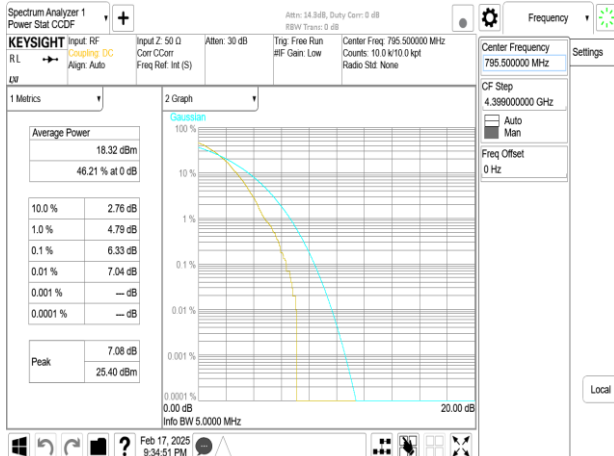 Spectrum Analyzer 1
Power Stat CCDF
+
Attn: 14.3dB, Duty Corr: 0 dB
RBW Trans: 0 dB
Frequency
KEYSIGHT
RL
LXI
Input: RF
Coupling: DC
Align: Auto
Input Z: 50 Ω
Corr CCorr
Freq Ref: Int (S)
Atten: 30 dB
Trig: Free Run
#IF Gain: Low
Center Freq: 795.500000 MHz
Counts: 10.0 k/10.0 kpt
Radio Std: None
Center Frequency
795.500000 MHz
Settings
CF Step
4.399000000 GHz
Auto
Man
Freq Offset
0 Hz
1 Metrics
2 Graph
Average Power
18.32 dBm
46.21 % at 0 dB
10.0 % 2.76 dB
1.0 % 4.79 dB
0.1 % 6.33 dB
0.01 % 7.04 dB
0.001 % --- dB
0.0001 % --- dB
Peak
7.08 dB
25.40 dBm
Gaussian
100 %
10 %
1 %
0.1 %
0.01 %
0.001 %
0.0001 %
0.00 dB
20.00 dB
Info BW 5.0000 MHz
Local
?
Feb 17, 2025
9:34:51 PM